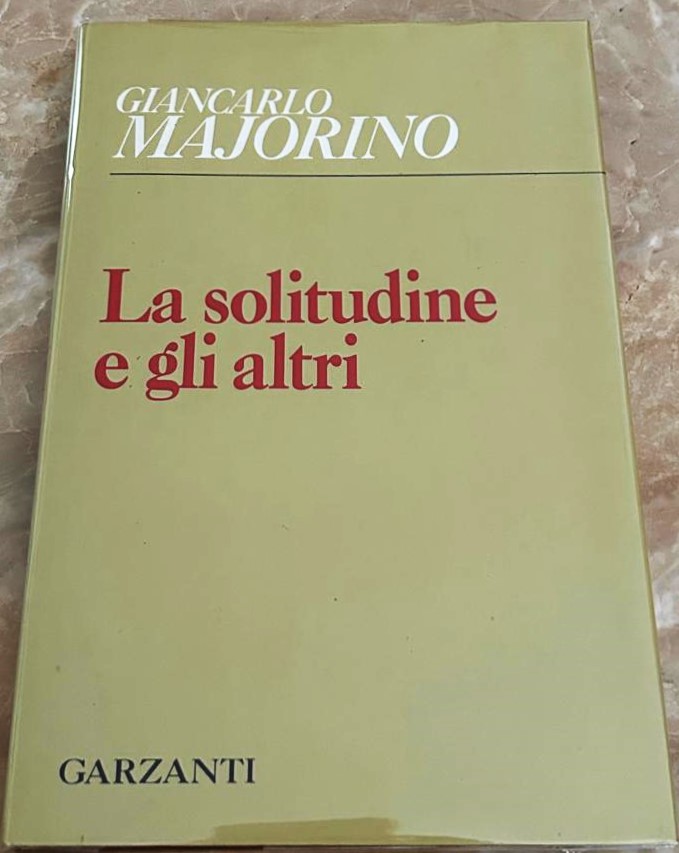 GIANCARLO
MAJORINO
La solitudine
e gli altri
GARZANTI